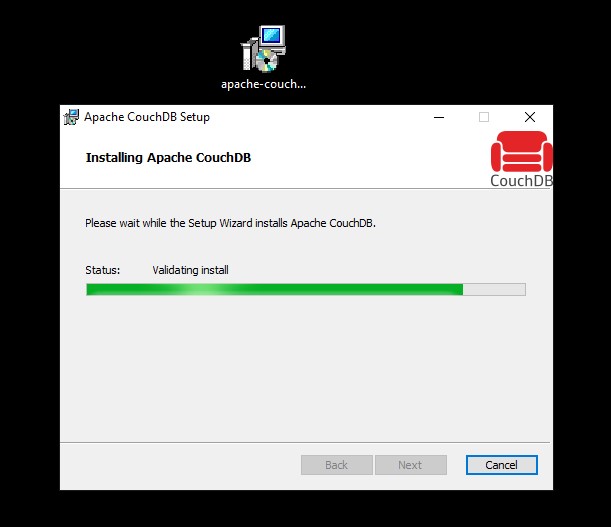 apache-couch...
Apache CouchDB Setup
Installing Apache CouchDB
CouchDB
Please wait while the Setup Wizard installs Apache CouchDB.
Status: Validating install
Back Next Cancel